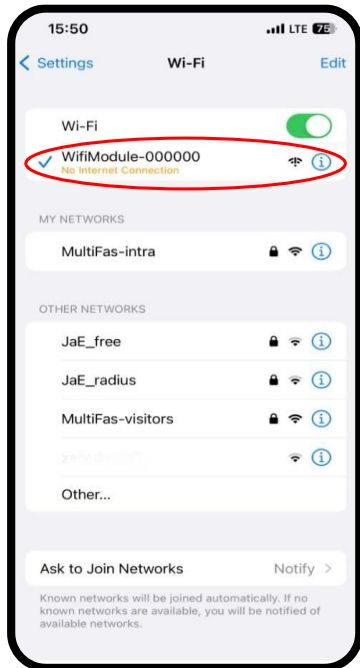 15:50
LTE 75
Settings
Wi-Fi
Edit
Wi-Fi
WifiModule-000000
No Internet Connection
MY NETWORKS
MultiFas-intra
OTHER NETWORKS
JaE_free
JaE_radius
MultiFas-visitors
Other...
Ask to Join Networks
Notify
Known networks will be joined automatically. If no
known networks are available, you will be notified of
available networks.